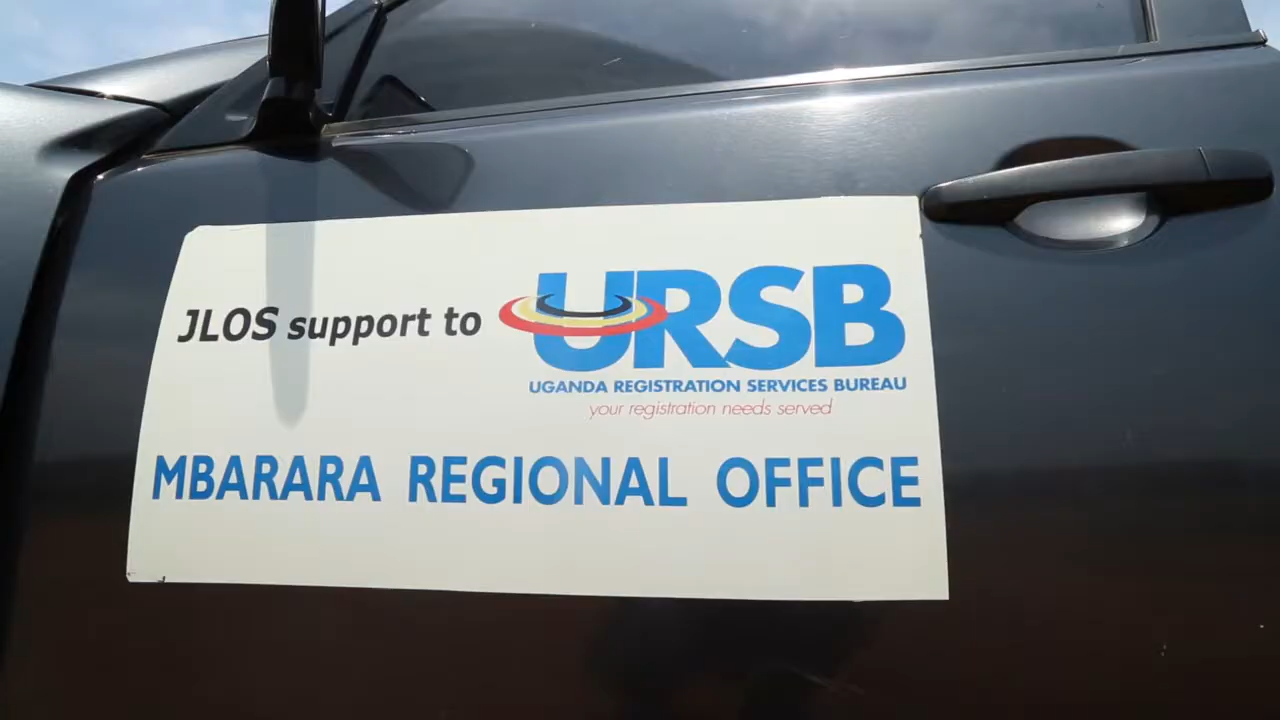 JLOS support to URSB
UGANDA REGISTRATION SERVICES BUREAU
your registration needs served
MBARARA REGIONAL OFFICE